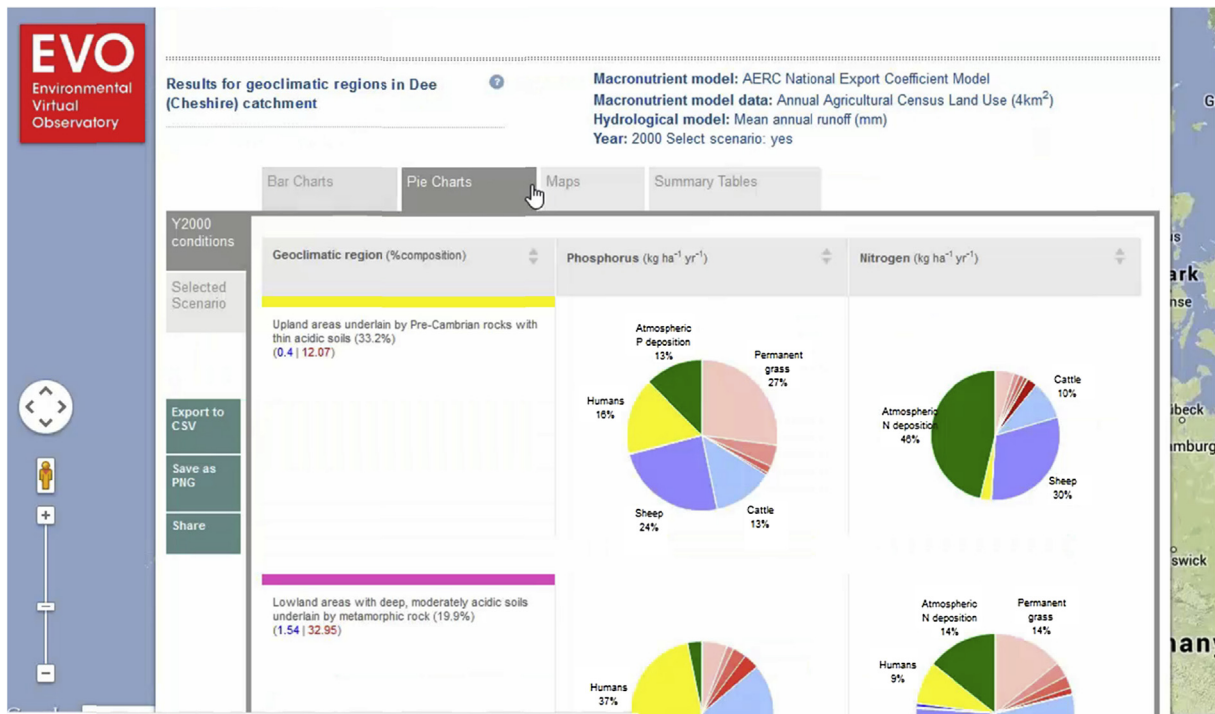 EVO
Environmental
Virtual
Observatory
Results for geoclimatic regions in Dee
(Cheshire) catchment
?
Macronutrient model: AERC National Export Coefficient Model
Macronutrient model data: Annual Agricultural Census Land Use (4km²)
Hydrological model: Mean annual runoff (mm)
Year: 2000 Select scenario: yes
Bar Charts
Pie Charts
Maps
Summary Tables
Y2000
conditions
Selected
Scenario
Export to
CSV
Save as
PNG
Share
Geoclimatic region (%composition)
Phosphorus (kg ha⁻¹ yr⁻¹)
Nitrogen (kg ha⁻¹ yr⁻¹)
Upland areas underlain by Pre-Cambrian rocks with
thin acidic soils (33.2%)
(0.4 | 12.07)
Atmospheric
P deposition
13%
Permanent
grass
27%
Humans
16%
Sheep
24%
Cattle
13%
Atmospheric
N deposition
46%
Cattle
10%
Sheep
30%
Lowland areas with deep, moderately acidic soils
underlain by metamorphic rock (19.9%)
(1.54 | 32.95)
Humans
37%
Atmospheric
N deposition
14%
Permanent
grass
14%
Humans
9%
G
ark
nse
übeck
amburg
swick